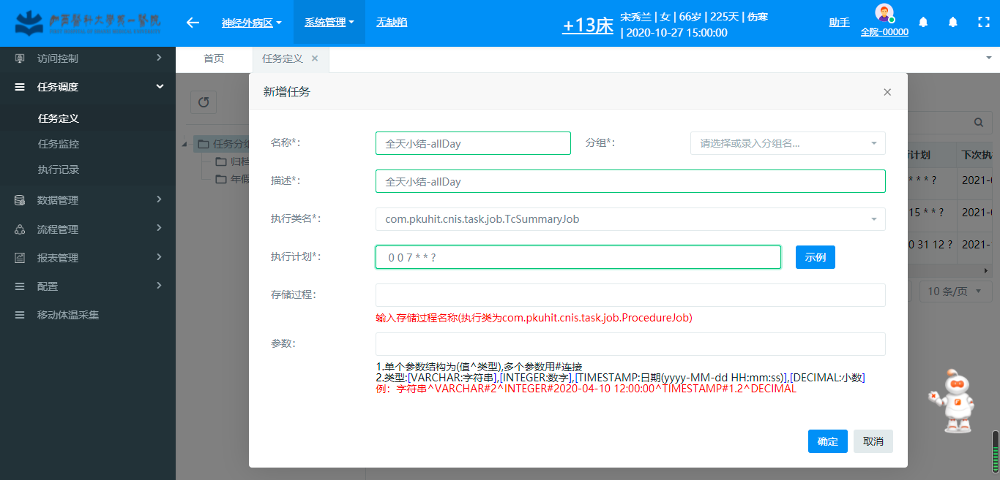 广西医科大学第一医院
神经外病区
系统管理
无缺陷
+13床
宋秀兰 | 女 | 66岁 | 225天 | 伤寒
| 2020-10-27 15:00:00
助手
全院-00000
访问控制
任务调度
任务定义
任务监控
执行记录
数据管理
流程管理
报表管理
配置
移动体温采集
首页
任务定义
任务分组
归档
年假
新增任务
名称*:
全天小结-allDay
分组*:
请选择或录入分组名...
描述*:
全天小结-allDay
执行类名*:
com.pkuhit.cnis.task.job.TcSummaryJob
执行计划*:
0 0 7 * * ?
示例
存储过程:
输入存储过程名称(执行类为com.pkuhit.cnis.task.job.ProcedureJob)
参数:
1.单个参数结构为(值^类型),多个参数用#连接
2.类型:[VARCHAR:字符串],[INTEGER:数字],[TIMESTAMP:日期(yyyy-MM-dd HH:mm:ss)],[DECIMAL:小数]
例：字符串^VARCHAR#2^INTEGER#2020-04-10 12:00:00^TIMESTAMP#1.2^DECIMAL
确定
取消
计划
下次执
* * * ?
2021-
15 * * ?
2021-
0 31 12 ?
2021-1
10 条/页